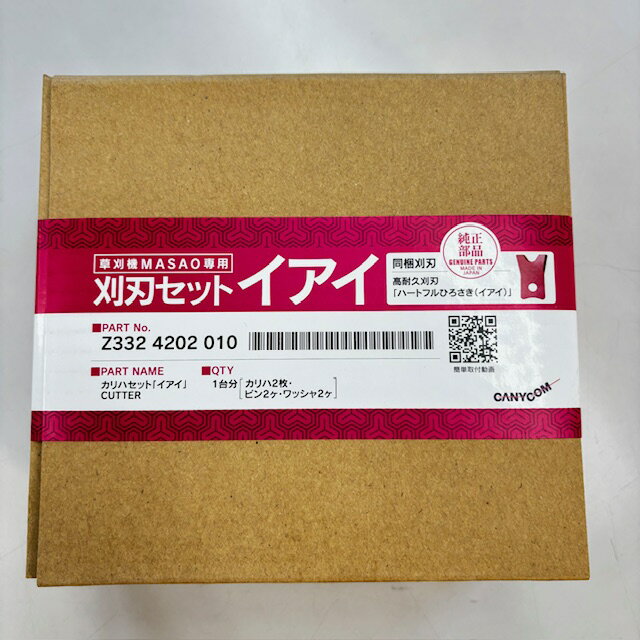 草刈機MASAO専用
刈刃セット イアイ
同梱刈刃
高耐久刈刃
「ハートフルひろさき(イアイ)」
純正
部品
GENUINE PARTS
MADE IN
JAPAN
■PART No.
Z332 4202 010
■PART NAME
カリハセット「イアイ」
CUTTER
■QTY
1台分[カリハ2枚・
ピン2ヶ・ワッシャ2ヶ]
簡単取付動画
CANYCOM